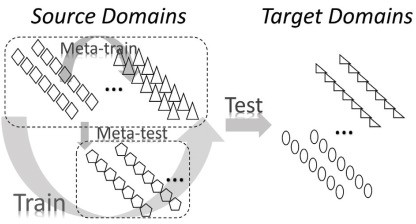 Source Domains
Target Domains
Meta-train
...
Test
Meta-test
...
...
Train